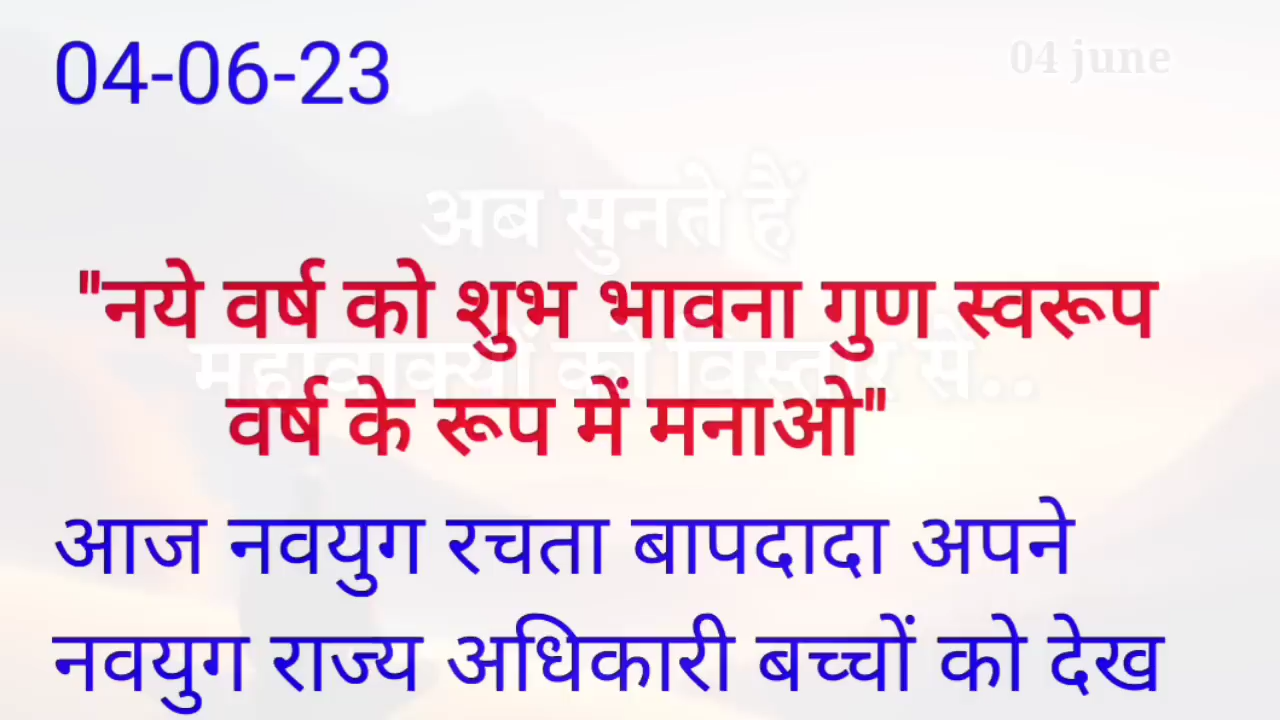 04-06-23
04 june
अब सुनते हैं
"नये वर्ष को शुभ भावना गुण स्वरूप
महावाक्यों को विस्तार से..
वर्ष के रूप में मनाओ"
आज नवयुग रचता बापदादा अपने
नवयुग राज्य अधिकारी बच्चों को देख